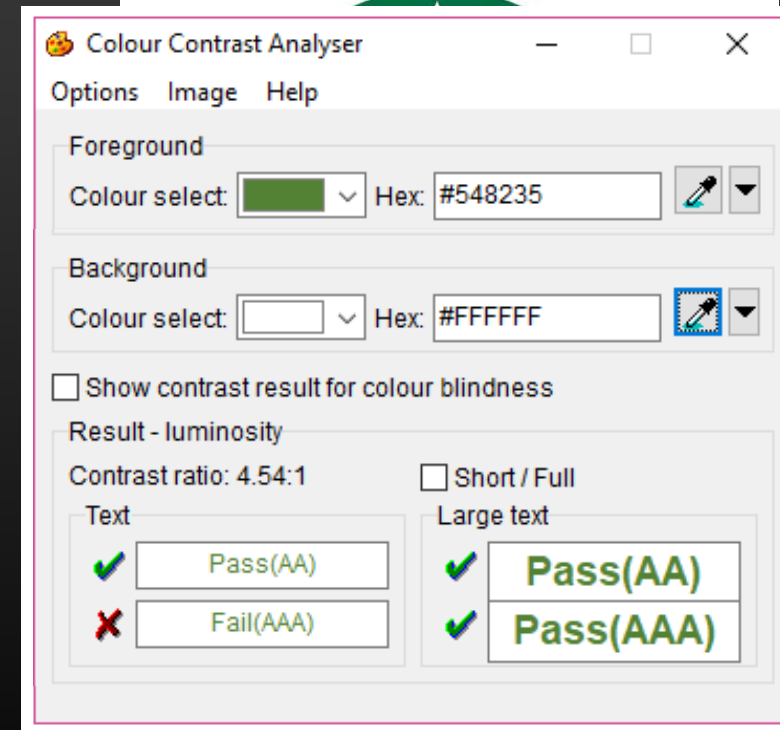 Colour Contrast Analyser
Options Image Help
Foreground
Colour select: Hex: #548235
Background
Colour select: Hex: #FFFFFF
Show contrast result for colour blindness
Result - luminosity
Contrast ratio: 4.54:1 Short / Full
Text Large text
Pass(AA) Pass(AA)
Fail(AAA) Pass(AAA)